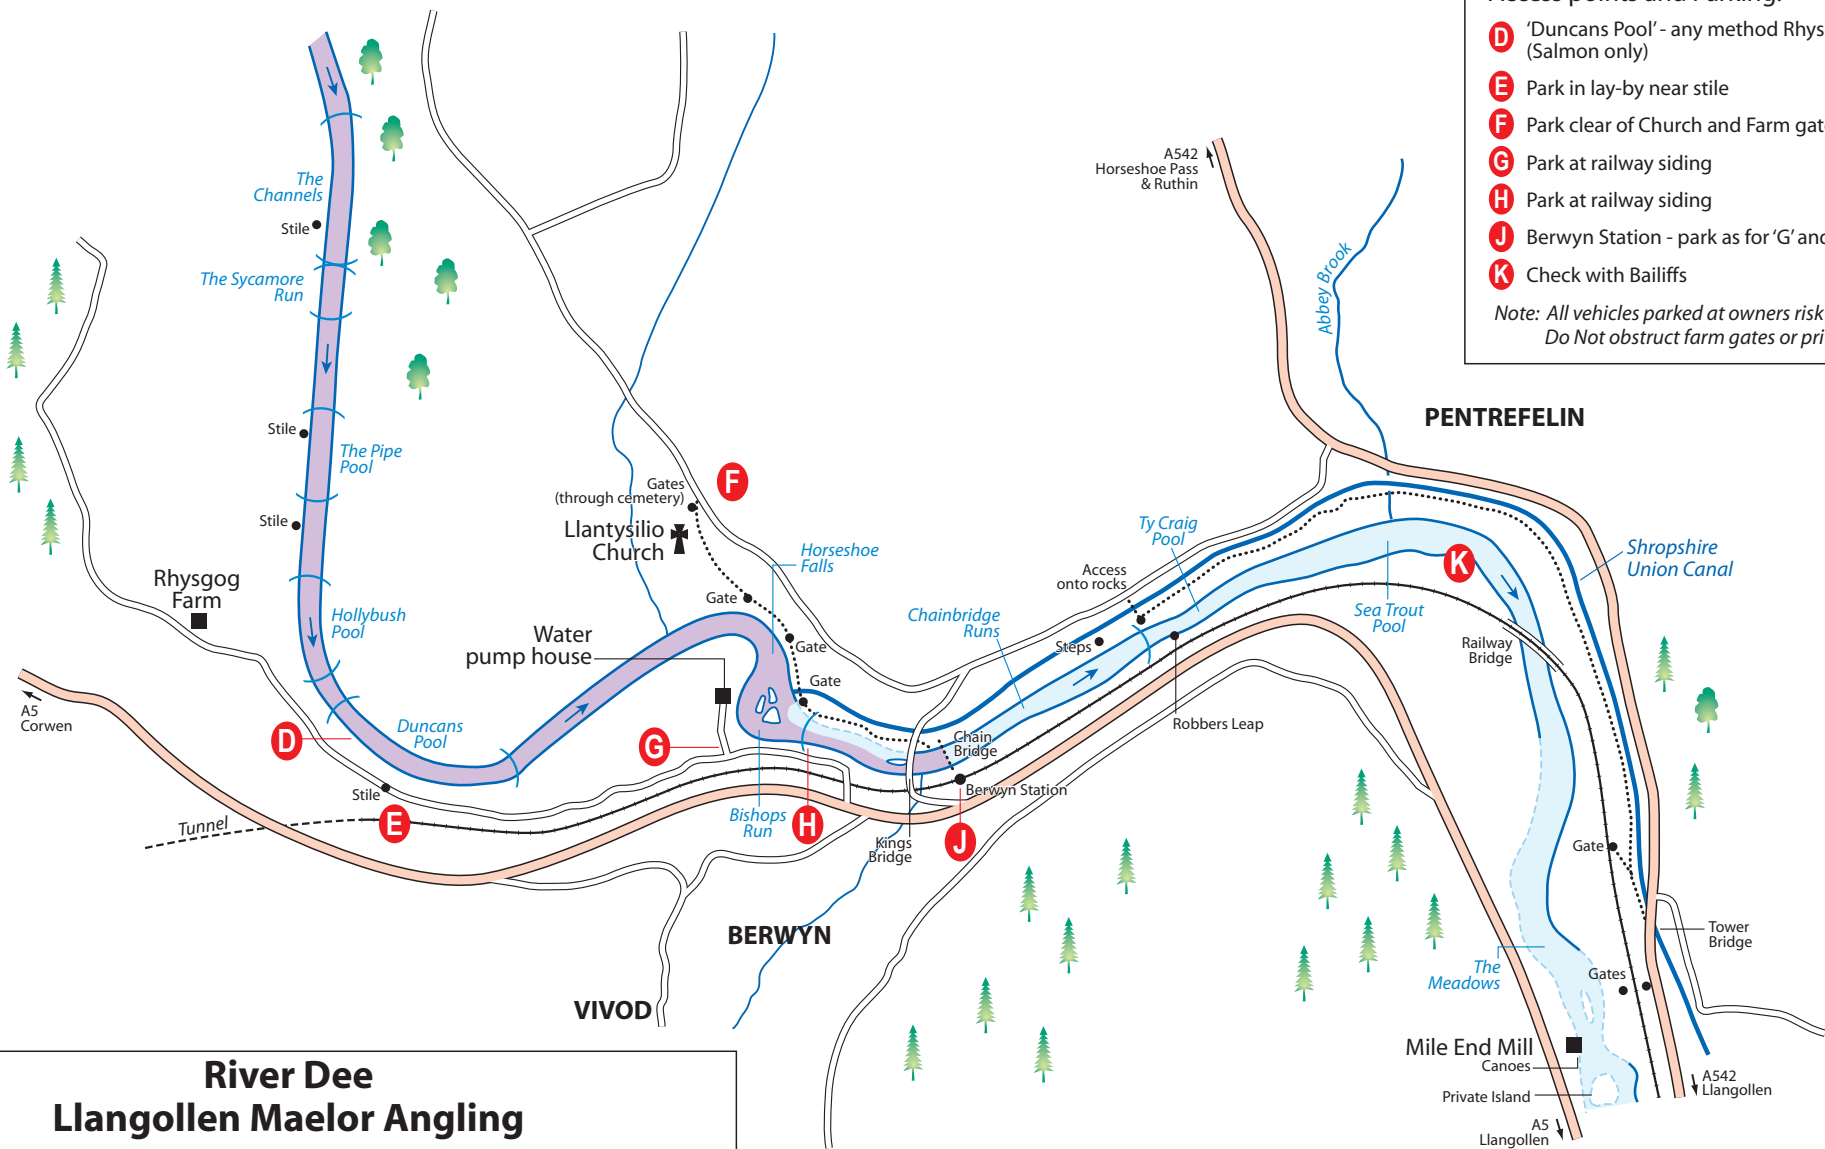 Access points and Parking:
D 'Duncans Pool' - any method Rhys
(Salmon only)
E Park in lay-by near stile
F Park clear of Church and Farm gat
G Park at railway siding
H Park at railway siding
J Berwyn Station - park as for 'G' and
K Check with Bailiffs
Note: All vehicles parked at owners risk
Do Not obstruct farm gates or pri
A542
Horseshoe Pass
& Ruthin
The
Channels
Stile
The Sycamore
Run
Abbey Brook
PENTREFELIN
Stile
The Pipe
Pool
Stile
Gates
(through cemetery)
F
Llantysilio
Church
Horseshoe
Falls
Ty Craig
Pool
K
Shropshire
Union Canal
Access
onto rocks
Rhysgog
Farm
Hollybush
Pool
Gate
Chainbridge
Runs
Sea Trout
Pool
Water
pump house
Gate
Steps
Railway
Bridge
Gate
A5
Corwen
D
Duncans
Pool
G
Chain
Bridge
Robbers Leap
Stile
Berwyn Station
Tunnel
E
Bishops
Run
H
Kings
Bridge
J
Gate
BERWYN
Tower
Bridge
The
Meadows
Gates
VIVOD
Mile End Mill
Canoes
Private Island
A542
Llangollen
A5
Llangollen
River Dee
Llangollen Maelor Angling